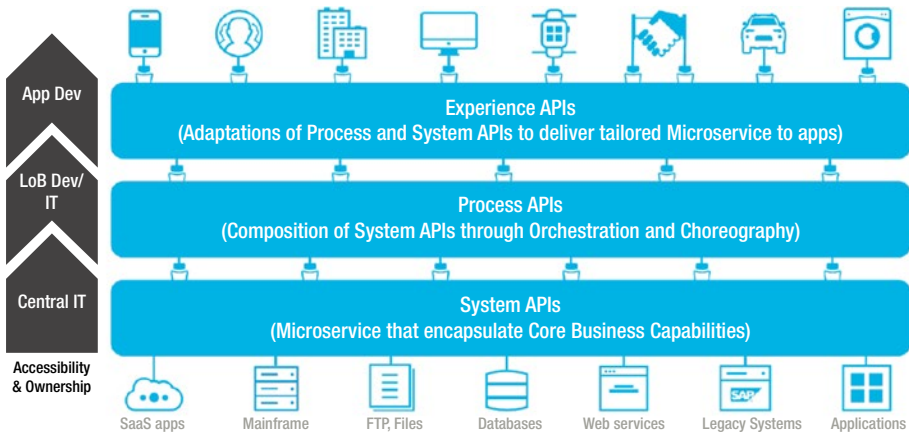 App Dev
LoB Dev/
IT
Central IT
Accessibility
& Ownership
Experience APIs
(Adaptations of Process and System APIs to deliver tailored Microservice to apps)
Process APIs
(Composition of System APIs through Orchestration and Choreography)
System APIs
(Microservice that encapsulate Core Business Capabilities)
SAP
SaaS apps
Mainframe
FTP, Files
Databases
Web services
Legacy Systems
Applications